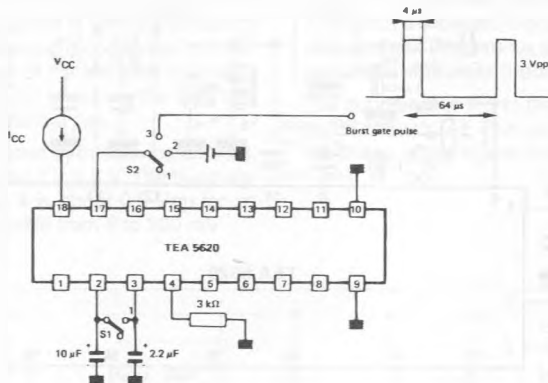 4 µs
VCC
3 Vpp
64 µs
ICC
3
2
Burst gate pulse
S2
1
18 17 16 15 14 13 12 11 10
TEA 5620
1 2 3 4 5 6 7 8 9
1
S1
3 kΩ
10 µF
+
2.2 µF
+